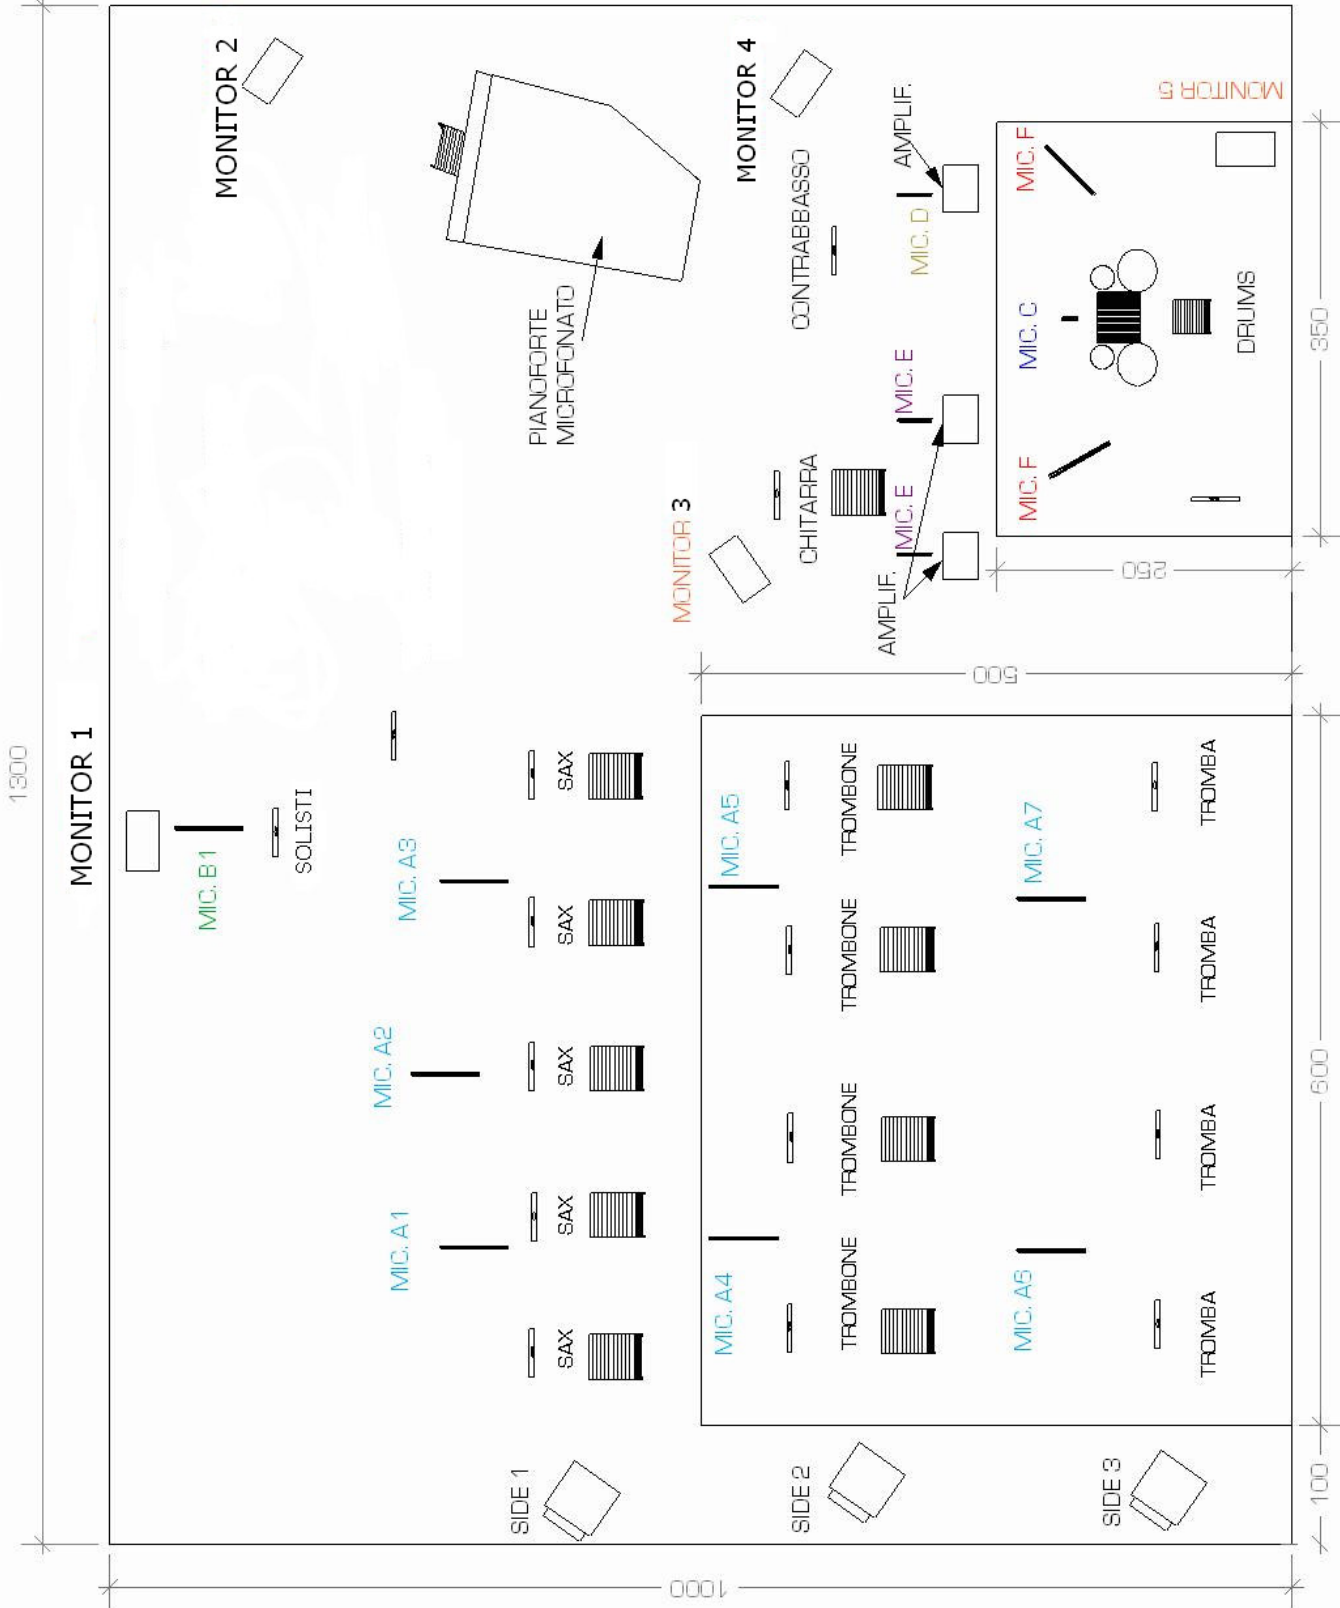 1300
MONITOR 1
MONITOR 2
MONITOR 4
MONITOR 5
MIC. B1
SOLISTI
PIANOFORTE
MICROFONATO
CONTRABBASSO
AMPLIF.
MIC. D
MIC. F
MIC. C
MIC. F
DRUMS
350
250
MONITOR 3
CHITARRA
MIC. E
MIC. E
AMPLIF.
500
MIC. A3
MIC. A2
MIC. A1
SAX
SAX
SAX
SAX
SAX
MIC. A5
MIC. A4
TROMBONE
TROMBONE
TROMBONE
TROMBONE
MIC. A7
MIC. A6
TROMBA
TROMBA
TROMBA
TROMBA
600
SIDE 1
SIDE 2
SIDE 3
100
1000